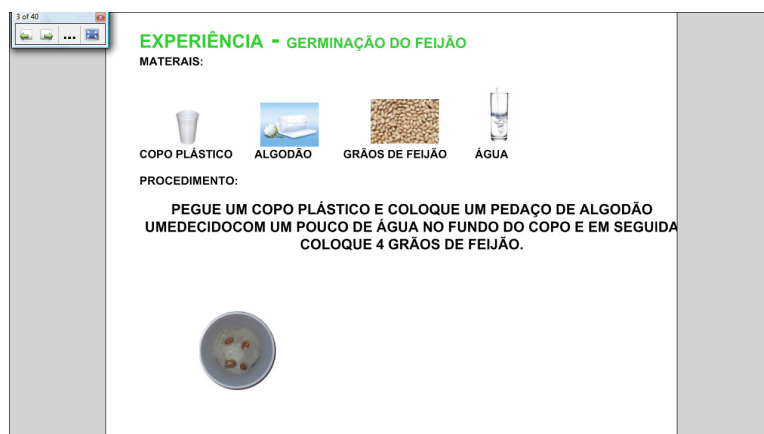 3 of 40
EXPERIÊNCIA - GERMINAÇÃO DO FEIJÃO
MATERAIS:
COPO PLÁSTICO ALGODÃO GRÃOS DE FEIJÃO ÁGUA
PROCEDIMENTO:
PEGUE UM COPO PLÁSTICO E COLOQUE UM PEDAÇO DE ALGODÃO
UMEDECIDOCOM UM POUCO DE ÁGUA NO FUNDO DO COPO E EM SEGUIDA
COLOQUE 4 GRÃOS DE FEIJÃO.